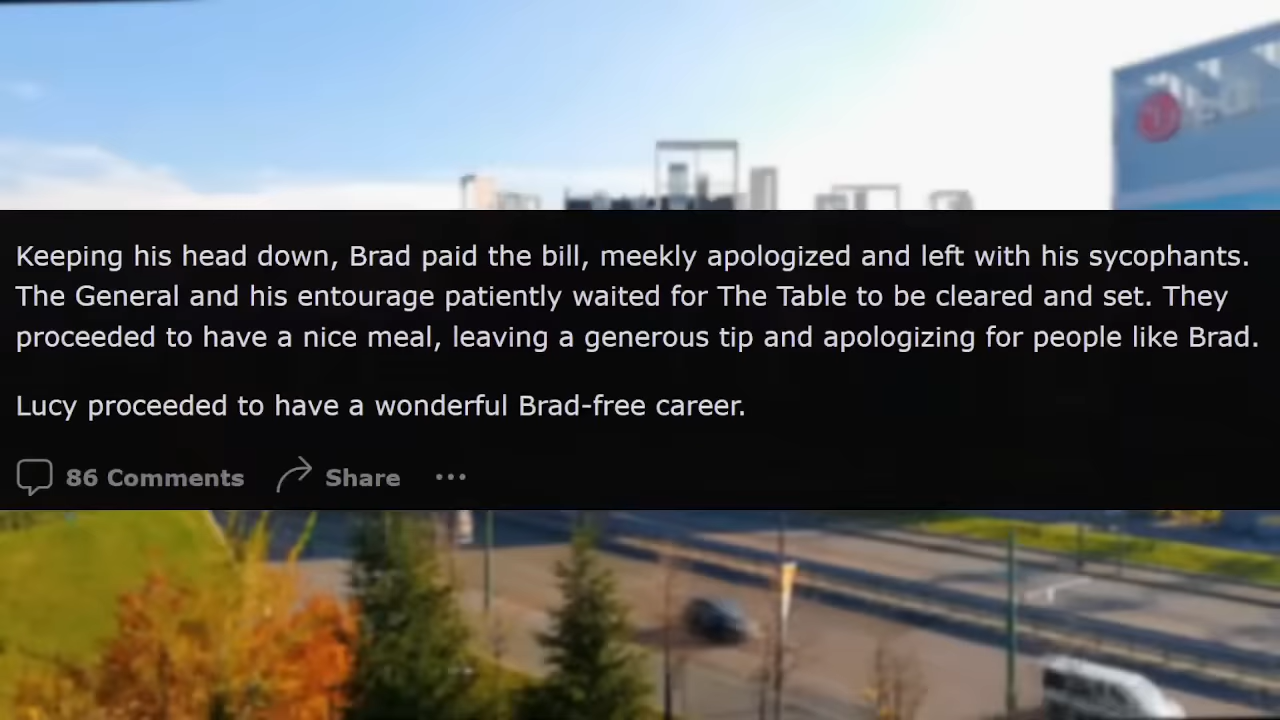 Keeping his head down, Brad paid the bill, meekly apologized and left with his sycophants.
The General and his entourage patiently waited for The Table to be cleared and set. They
proceeded to have a nice meal, leaving a generous tip and apologizing for people like Brad.
Lucy proceeded to have a wonderful Brad-free career.
86 Comments Share